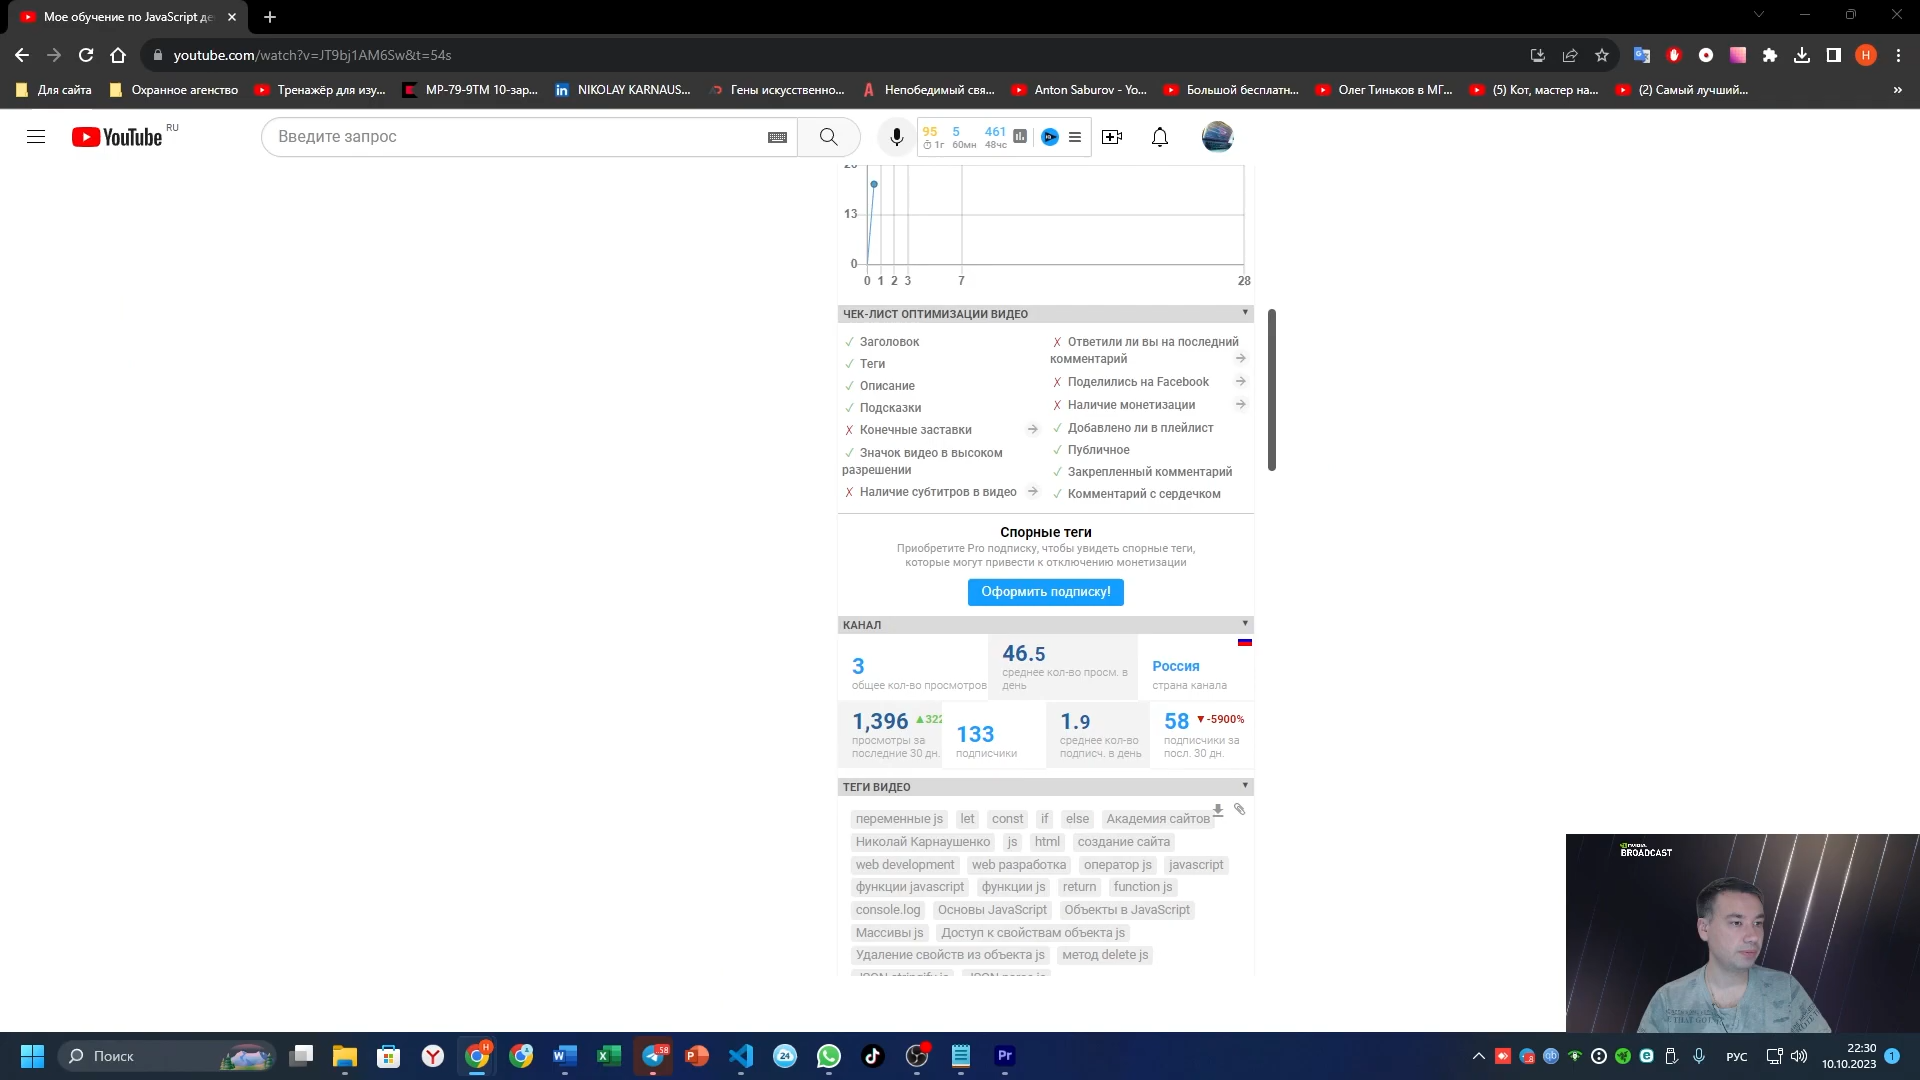 Мое обучение по JavaScript де
youtube.com/watch?v=JT9bj1AM6Sw&t=54s
Для сайта
Охранное агенство
Тренажёр для изу...
МР-79-9ТМ 10-зар...
NIKOLAY KARNAUS...
Гены искусственно...
Непобедимый свя...
Anton Saburov - Yo...
Большой бесплатн...
Олег Тиньков в МГ...
(5) Кот, мастер на...
(2) Самый лучший...
YouTube RU
Введите запрос
95 5 461
1г 60мн 48чс
13
0
0 1 2 3 7 28
ЧЕК-ЛИСТ ОПТИМИЗАЦИИ ВИДЕО
Заголовок
Теги
Описание
Подсказки
Конечные заставки
Значок видео в высоком
разрешении
Наличие субтитров в видео
Ответили ли вы на последний
комментарий
Поделились на Facebook
Наличие монетизации
Добавлено ли в плейлист
Публичное
Закрепленный комментарий
Комментарий с сердечком
Спорные теги
Приобретите Pro подписку, чтобы увидеть спорные теги,
которые могут привести к отключению монетизации
Оформить подписку!
КАНАЛ
3
общее кол-во просмотров
46.5
среднее кол-во просм. в
день
Россия
страна канала
1,396 ▲322
просмотры за
последние 30 дн.
133
подписчики
1.9
среднее кол-во
подписч. в день
58 ▼-5900%
подписчики за
посл. 30 дн.
ТЕГИ ВИДЕО
переменные js let const if else Академия сайтов
Николай Карнаушенко js html создание сайта
web development web разработка оператор js javascript
функции javascript функции js return function js
console.log Основы JavaScript Объекты в JavaScript
Массивы js Доступ к свойствам объекта js
Удаление свойств из объекта js метод delete js
NVIDIA
BROADCAST
Поиск
58
24
Pr
РУС
22:30
10.10.2023
1